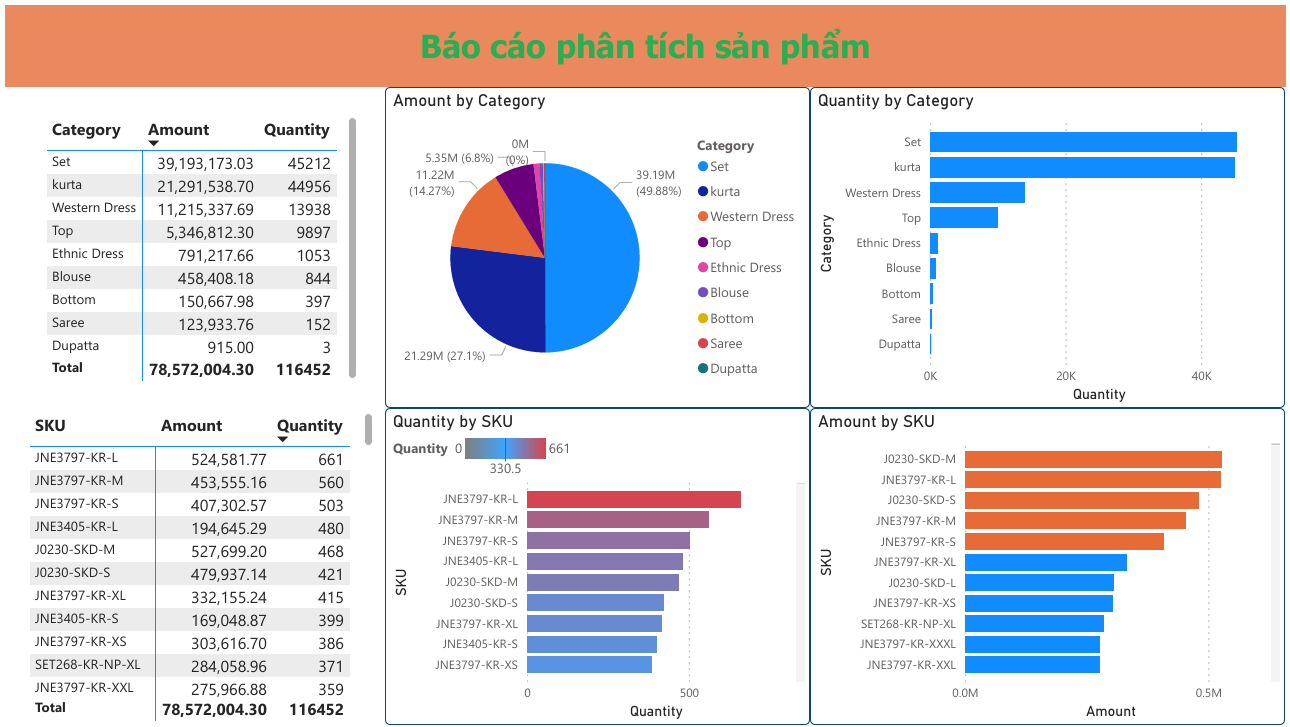 Báo cáo phân tích sản phẩm
Category Amount Quantity
Set 39,193,173.03 45212
kurta 21,291,538.70 44956
Western Dress 11,215,337.69 13938
Top 5,346,812.30 9897
Ethnic Dress 791,217.66 1053
Blouse 458,408.18 844
Bottom 150,667.98 397
Saree 123,933.76 152
Dupatta 915.00 3
Total 78,572,004.30 116452
Amount by Category
0M
(0%)
5.35M (6.8%)
11.22M
(14.27%)
39.19M
(49.88%)
21.29M (27.1%)
Category
Set
kurta
Western Dress
Top
Ethnic Dress
Blouse
Bottom
Saree
Dupatta
Quantity by Category
Category
Set
kurta
Western Dress
Top
Ethnic Dress
Blouse
Bottom
Saree
Dupatta
0K 20K 40K
Quantity
SKU Amount Quantity
JNE3797-KR-L 524,581.77 661
JNE3797-KR-M 453,555.16 560
JNE3797-KR-S 407,302.57 503
JNE3405-KR-L 194,645.29 480
J0230-SKD-M 527,699.20 468
J0230-SKD-S 479,937.14 421
JNE3797-KR-XL 332,155.24 415
JNE3405-KR-S 169,048.87 399
JNE3797-KR-XS 303,616.70 386
SET268-KR-NP-XL 284,058.96 371
JNE3797-KR-XXL 275,966.88 359
Total 78,572,004.30 116452
Quantity by SKU
Quantity 0 661
330.5
SKU
JNE3797-KR-L
JNE3797-KR-M
JNE3797-KR-S
JNE3405-KR-L
J0230-SKD-M
J0230-SKD-S
JNE3797-KR-XL
JNE3405-KR-S
JNE3797-KR-XS
0 500
Quantity
Amount by SKU
SKU
J0230-SKD-M
JNE3797-KR-L
J0230-SKD-S
JNE3797-KR-M
JNE3797-KR-S
JNE3797-KR-XL
J0230-SKD-L
JNE3797-KR-XS
SET268-KR-NP-XL
JNE3797-KR-XXXL
JNE3797-KR-XXL
0.0M 0.5M
Amount